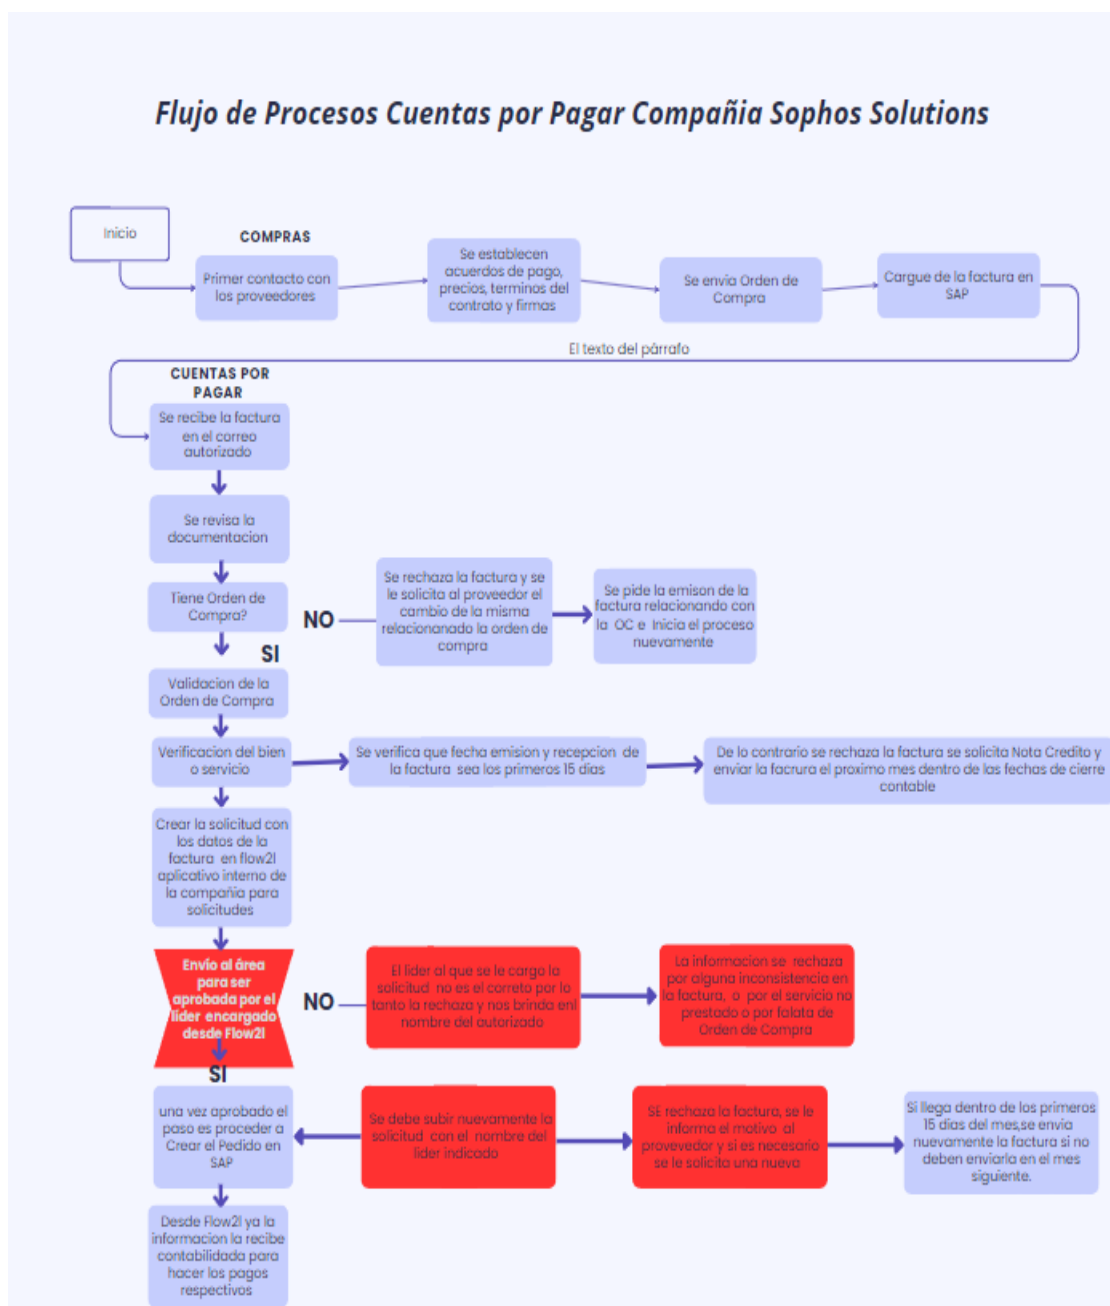 Flujo de Procesos Cuentas por Pagar Compañia Sophos Solutions
Inicio
COMPRAS
Primer contacto con
los proveedores
Se establecen
acuerdos de pago,
precios, terminos del
contrato y firmas
Se envia Orden de
Compra
Cargue de la factura en
SAP
El texto del párrafo
CUENTAS POR
PAGAR
Se recibe la factura
en el correo
autorizado
Se revisa la
documentacion
Tiene Orden de
Compra?
NO
Se rechaza la factura y se
le solicita al proveedor el
cambio de la misma
relacionanado la orden de
compra
Se pide la emison de la
factura relacionando con
la OC e Inicia el proceso
nuevamente
SI
Validacion de la
Orden de Compra
Verificacion del bien
o servicio
Se verifica que fecha emision y recepcion de
la factura sea los primeros 15 dias
De lo contrario se rechaza la factura se solicita Nota Credito y
enviar la facrura el proximo mes dentro de las fechas de cierre
contable
Crear la solicitud con
los datos de la
factura en flow2l
aplicativo interno de
la compañia para
solicitudes
Envío al área
para ser
aprobada por el
lider encargado
desde Flow2l
NO
El lider al que se le cargo la
solicitud no es el correto por lo
tanto la rechaza y nos brinda enl
nombre del autorizado
La informacion se rechaza
por alguna inconsistencia en
la factura, o por el servicio no
prestado o por falata de
Orden de Compra
SI
una vez aprobado el
paso es proceder a
Crear el Pedido en
SAP
Se debe subir nuevamente la
solicitud con el nombre del
lider indicado
SE rechaza la factura, se le
informa el motivo al
provevedor y si es necesario
se le solicita una nueva
Si llega dentro de los primeros
15 dias del mes,se envia
nuevamente la factura si no
deben enviarla en el mes
siguiente.
Desde Flow2l ya la
informacion la recibe
contabilidada para
hacer los pagos
respectivos